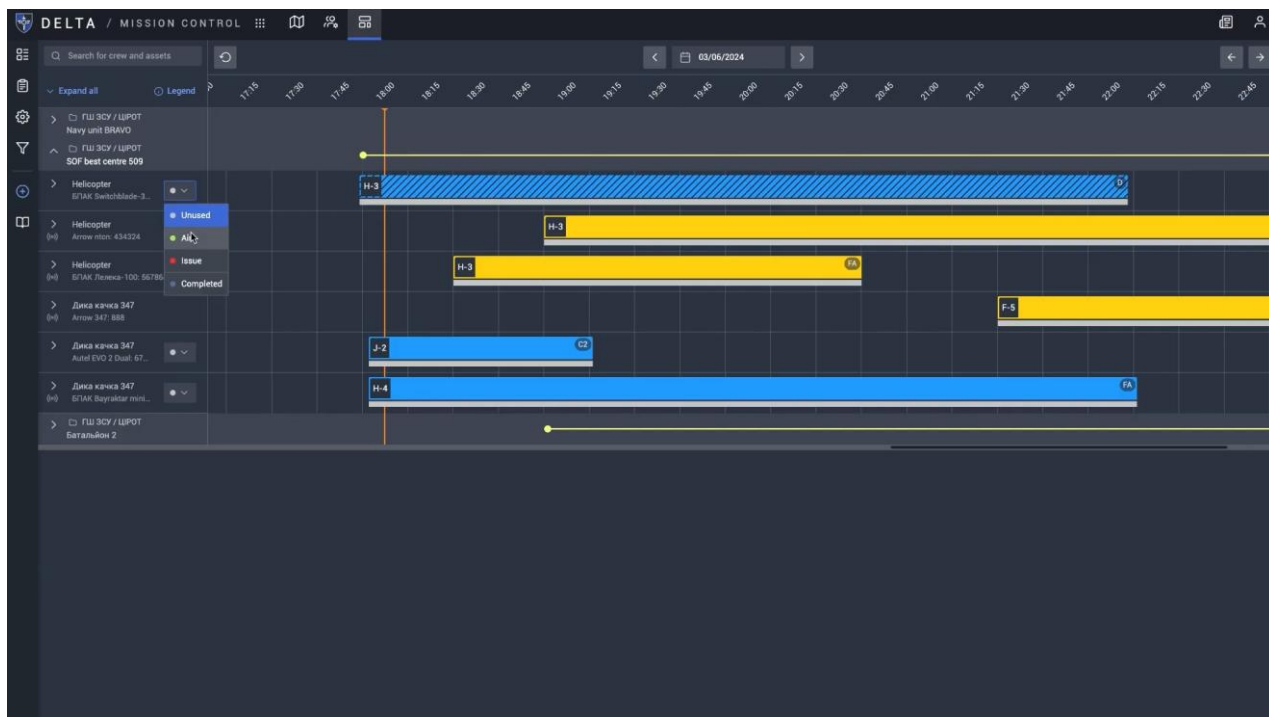 DELTA / MISSION CONTROL
Search for crew and assets
03/06/2024
Expand all
Legend
17:15 17:30 17:45 18:00 18:15 18:30 18:45 19:00 19:15 19:30 19:45 20:00 20:15 20:30 20:45 21:00 21:15 21:30 21:45 22:00 22:15 22:30 22:45
ГШ ЗСУ / ЦІРОТ
Navy unit BRAVO
ГШ ЗСУ / ЦІРОТ
SOF best centre 509
Helicopter
БПАК Switchblade-3...
H-3
D
Unused
Issue
Completed
Helicopter
Arrow nton: 434324
H-3
Helicopter
БПАК Лелека-100: 56786
H-3
FA
Дика качка 347
Arrow 347: 888
F-5
Дика качка 347
Autel EVO 2 Dual: 67...
J-2
C2
Дика качка 347
БПАК Bayraktar mini...
H-4
FA
ГШ ЗСУ / ЦІРОТ
Батальйон 2